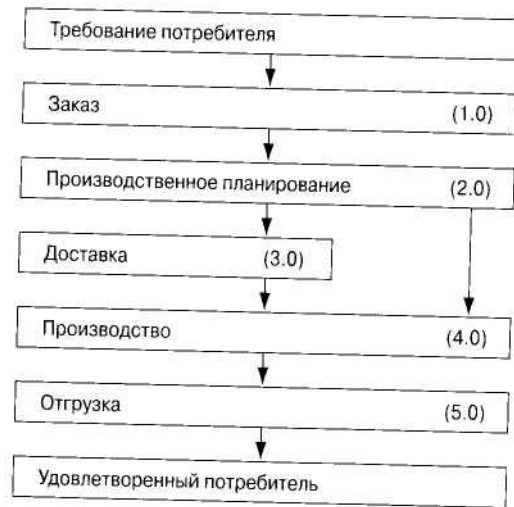 Требование потребителя
Заказ (1.0)
Производственное планирование (2.0)
Доставка (3.0)
Производство (4.0)
Отгрузка (5.0)
Удовлетворенный потребитель